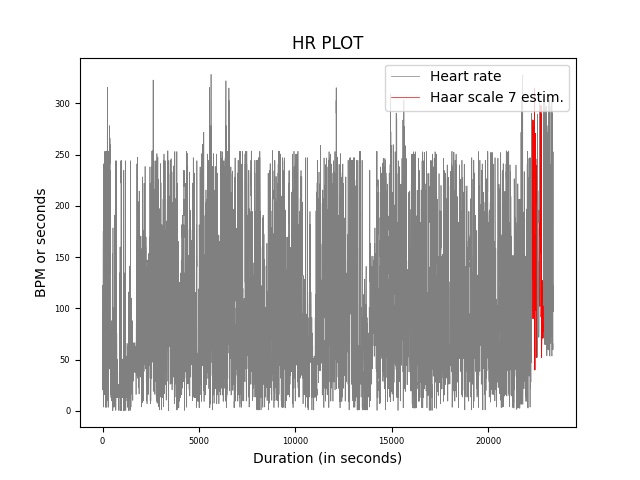 HR PLOT
Heart rate
Haar scale 7 estim.
BPM or seconds
300
250
200
150
100
50
0
0 5000 10000 15000 20000
Duration (in seconds)